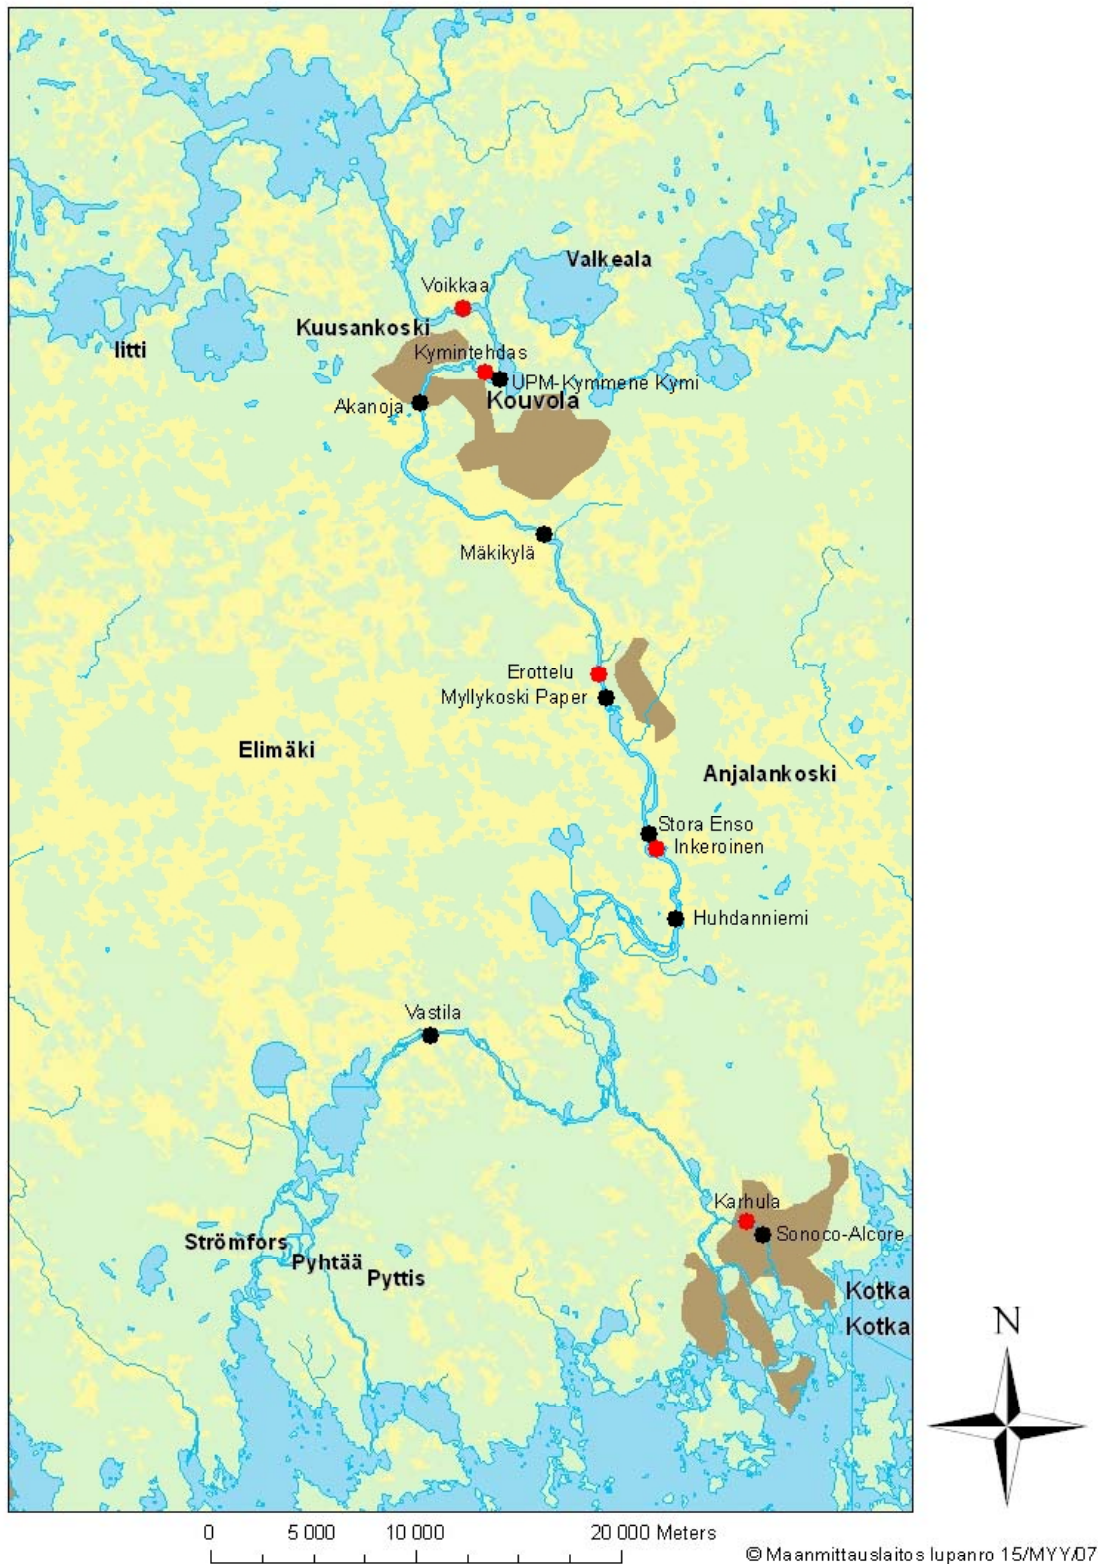 Valkeala
Voikkaa
Kuusankoski
Iitti
Kymintehdas
UPM-Kymmene Kymi
Kouvola
Akanoja
Mäkikylä
Erottelu
Myllykoski Paper
Elimäki
Anjalankoski
Stora Enso
Inkeroinen
Huhdanniemi
Vastila
Karhula
Sonoco-Alcore
Strömfors
Pyhtää
Pyttis
Kotka
Kotka
N
0 5 000 10 000 20 000 Meters
© Maanmittauslaitos lupanro 15/MYY/07